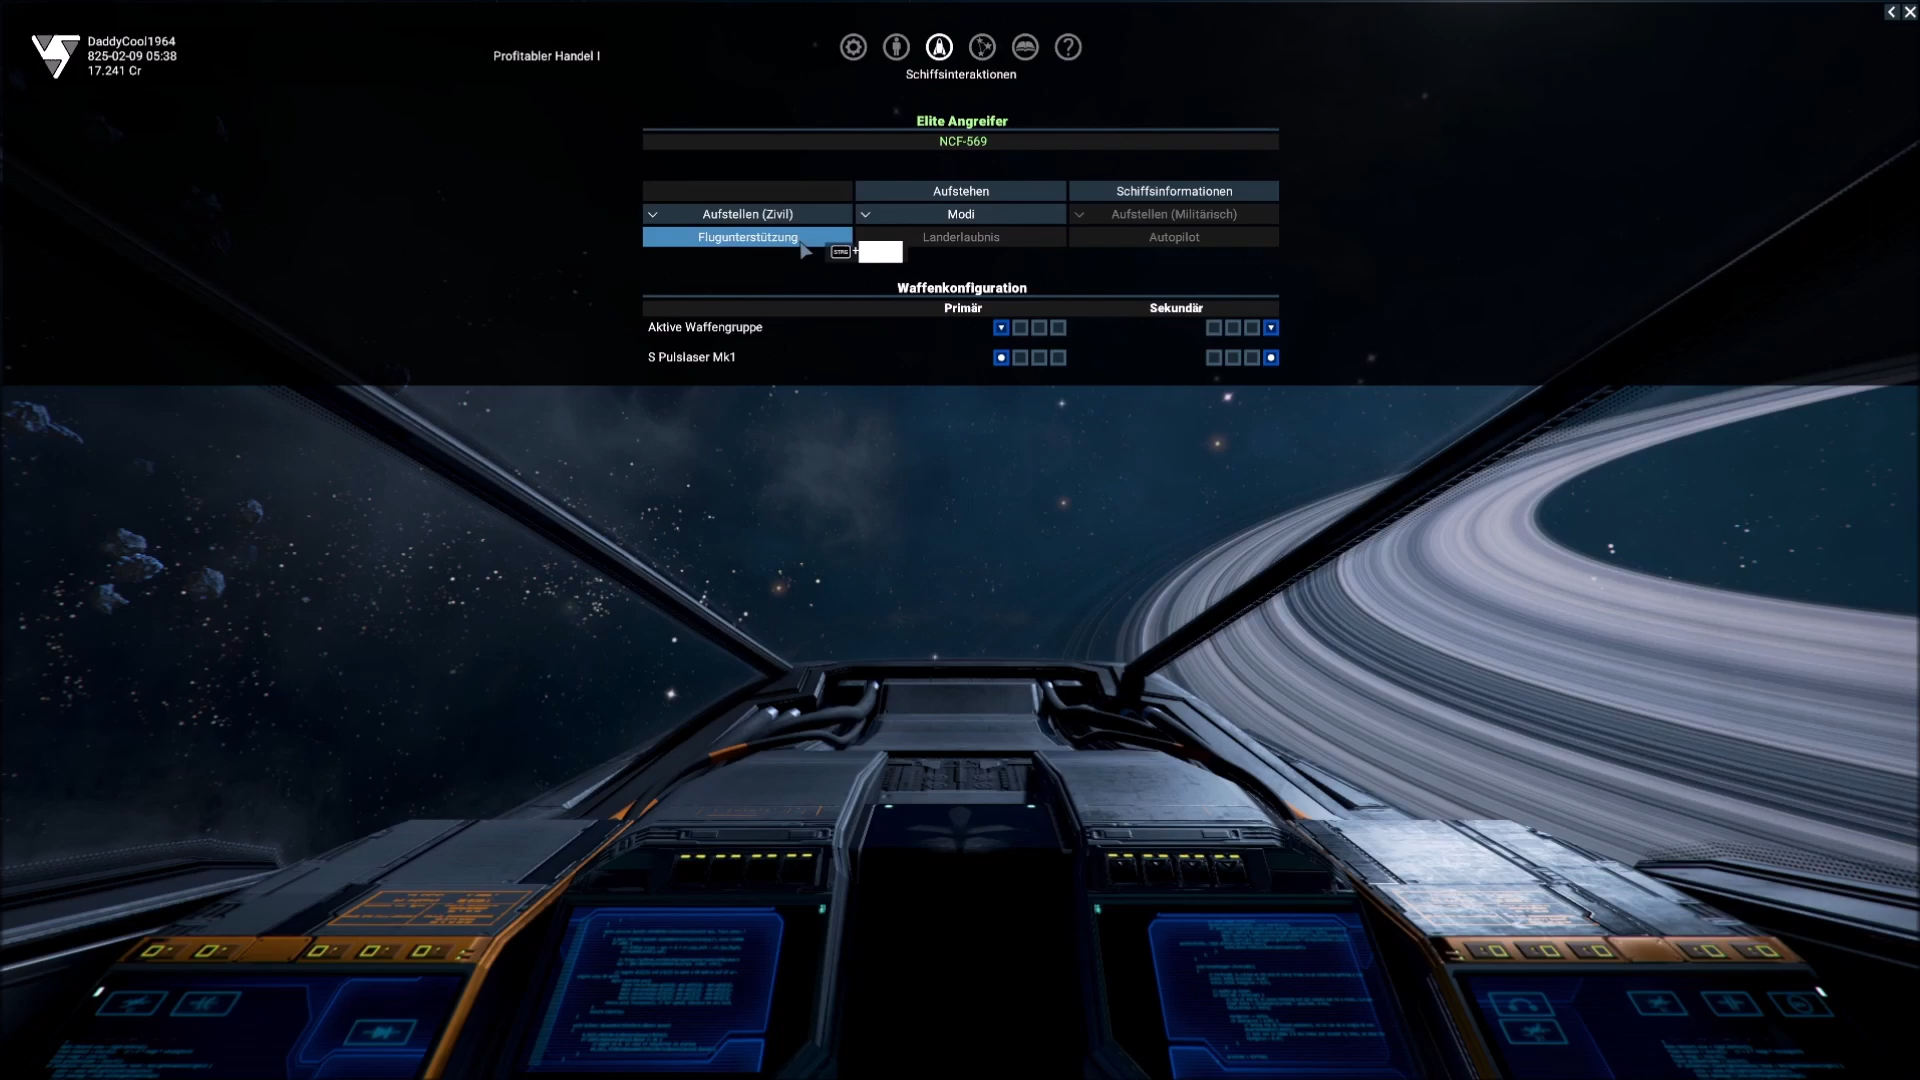 DaddyCool1964
825-02-09 05:38
17.241 Cr
Profitabler Handel I
Schiffsinteraktionen
Elite Angreifer
NCF-569
Aufstehen
Schiffsinformationen
Aufstellen (Zivil)
Modi
Aufstellen (Militärisch)
Flugunterstützung
Landerlaubnis
Autopilot
STRG +
Waffenkonfiguration
Primär
Sekundär
Aktive Waffengruppe
S Pulslaser Mk1